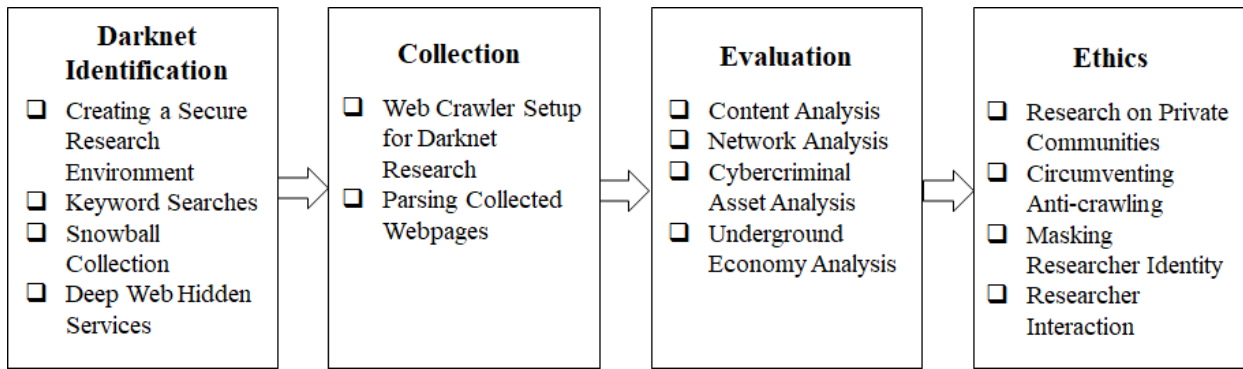 Darknet
Identification
❑ Creating a Secure
Research
Environment
❑ Keyword Searches
❑ Snowball
Collection
❑ Deep Web Hidden
Services
Collection
❑ Web Crawler Setup
for Darknet
Research
❑ Parsing Collected
Webpages
Evaluation
❑ Content Analysis
❑ Network Analysis
❑ Cybercriminal
Asset Analysis
❑ Underground
Economy Analysis
Ethics
❑ Research on Private
Communities
❑ Circumventing
Anti-crawling
❑ Masking
Researcher Identity
❑ Researcher
Interaction